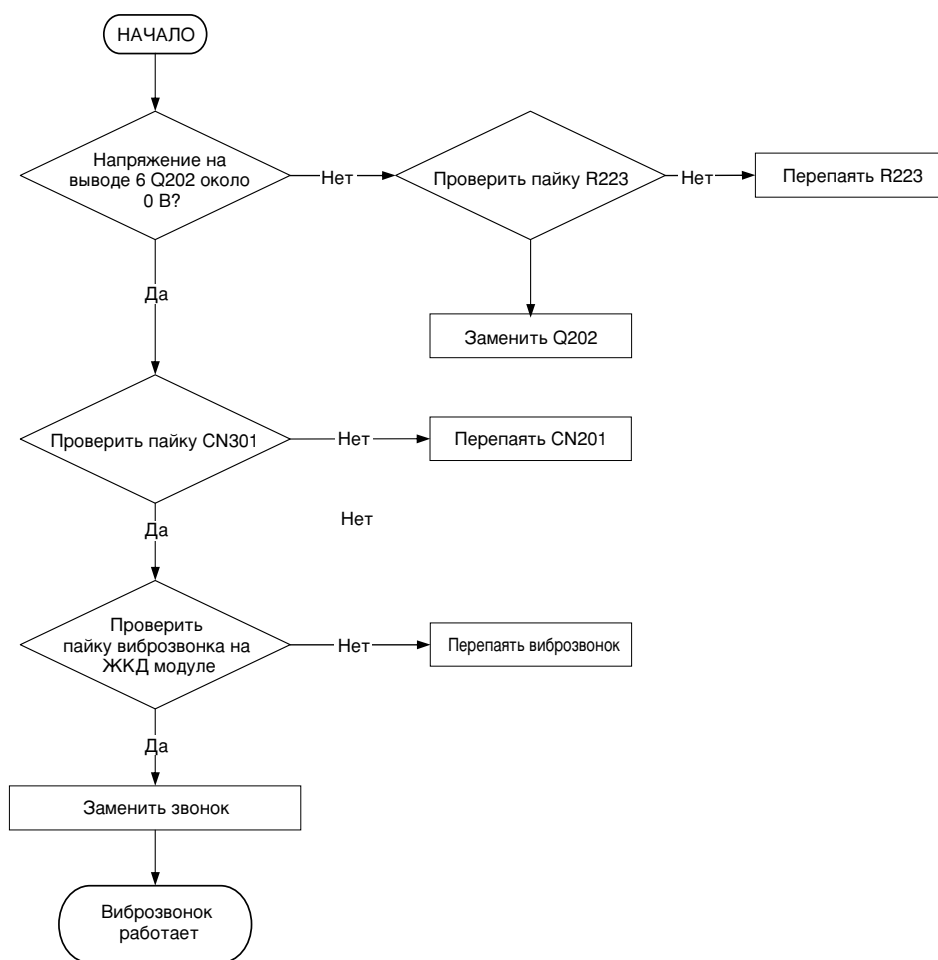 НАЧАЛО
Напряжение на
выводе 6 Q202 около
0 В?
Нет
Проверить пайку R223
Нет
Перепаять R223
Да
Заменить Q202
Проверить пайку CN301
Нет
Перепаять CN201
Да
Нет
Проверить
пайку виброзвонка на
ЖКД модуле
Нет
Перепаять виброзвонок
Да
Заменить звонок
Виброзвонок
работает